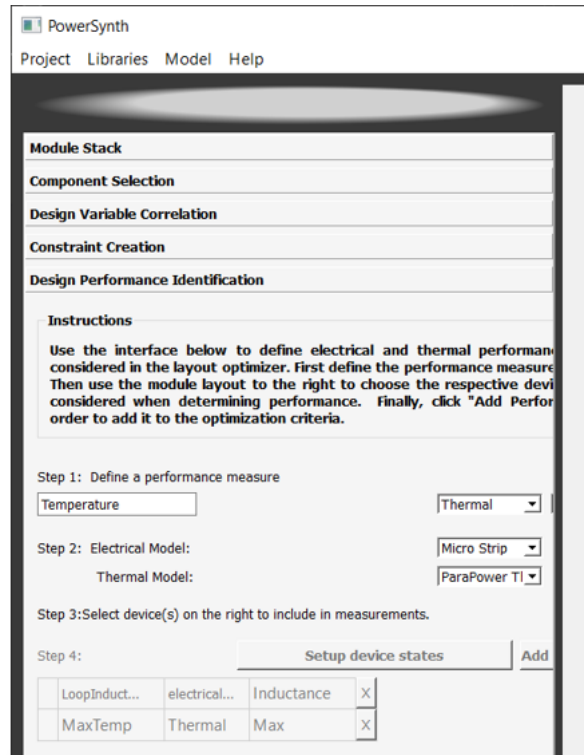 PowerSynth
Project Libraries Model Help
Module Stack
Component Selection
Design Variable Correlation
Constraint Creation
Design Performance Identification
Instructions
Use the interface below to define electrical and thermal performan
considered in the layout optimizer. First define the performance measure
Then use the module layout to the right to choose the respective devi
considered when determining performance. Finally, click "Add Perfor
order to add it to the optimization criteria.
Step 1: Define a performance measure
Temperature Thermal
Step 2: Electrical Model: Micro Strip
Thermal Model: ParaPower Tl
Step 3:Select device(s) on the right to include in measurements.
Step 4: Setup device states Add
LoopInduct... electrical... Inductance X
MaxTemp Thermal Max X